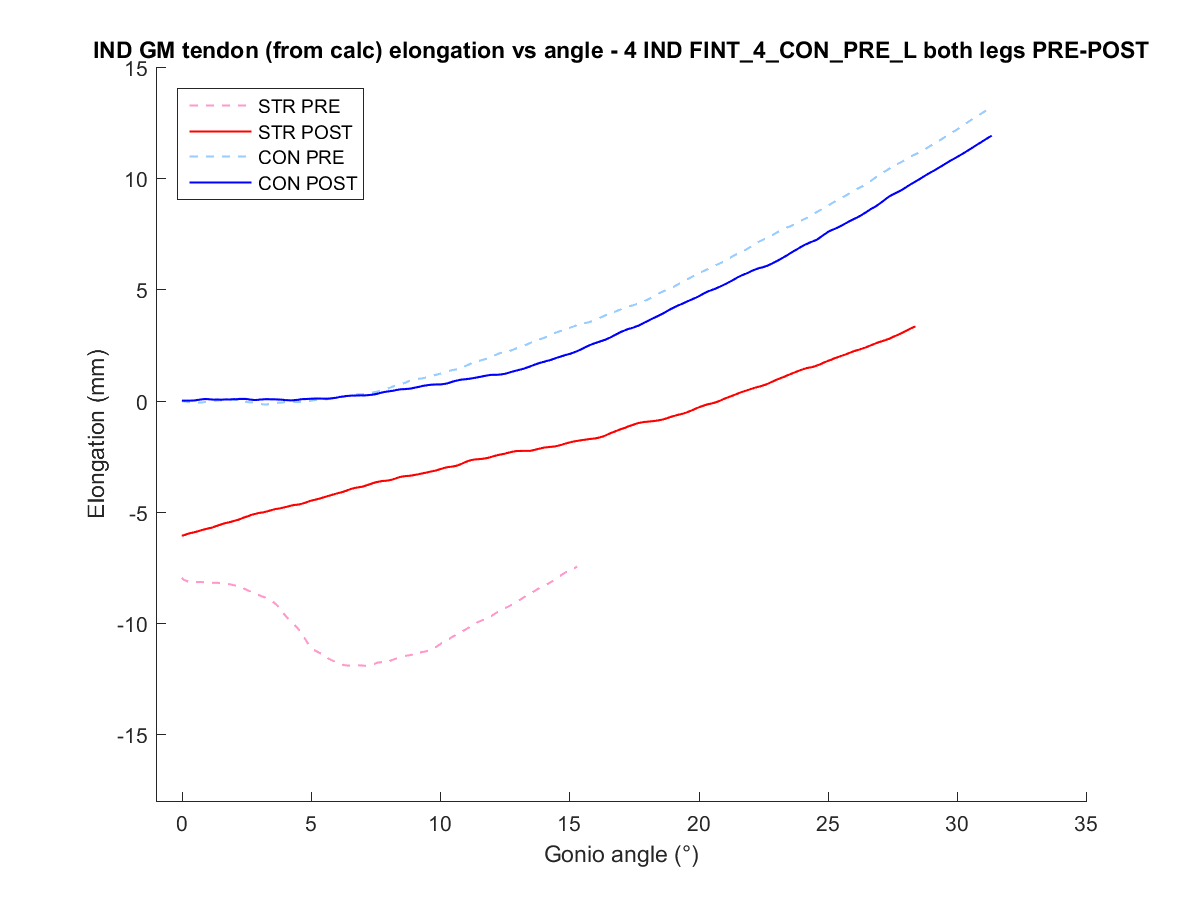 IND GM tendon (from calc) elongation vs angle - 4 IND FINT_4_CON_PRE_L both legs PRE-POST
15
10
5
0
-5
-10
-15
Elongation (mm)
STR PRE
STR POST
CON PRE
CON POST
0 5 10 15 20 25 30 35
Gonio angle (°)